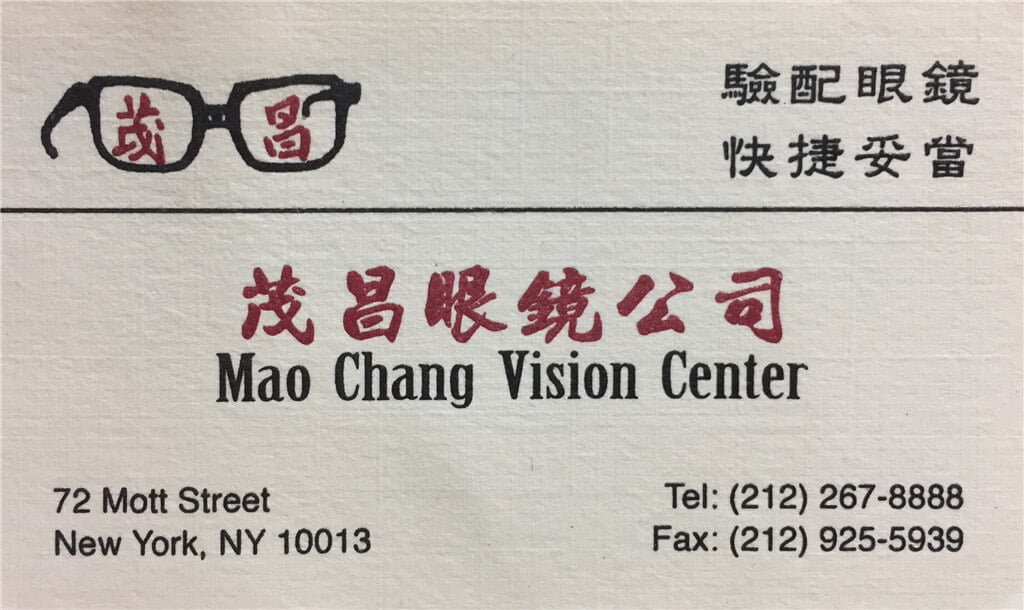 茂昌
驗配眼鏡
快捷妥當
茂昌眼鏡公司
Mao Chang Vision Center
72 Mott Street
New York, NY 10013
Tel: (212) 267-8888
Fax: (212) 925-5939